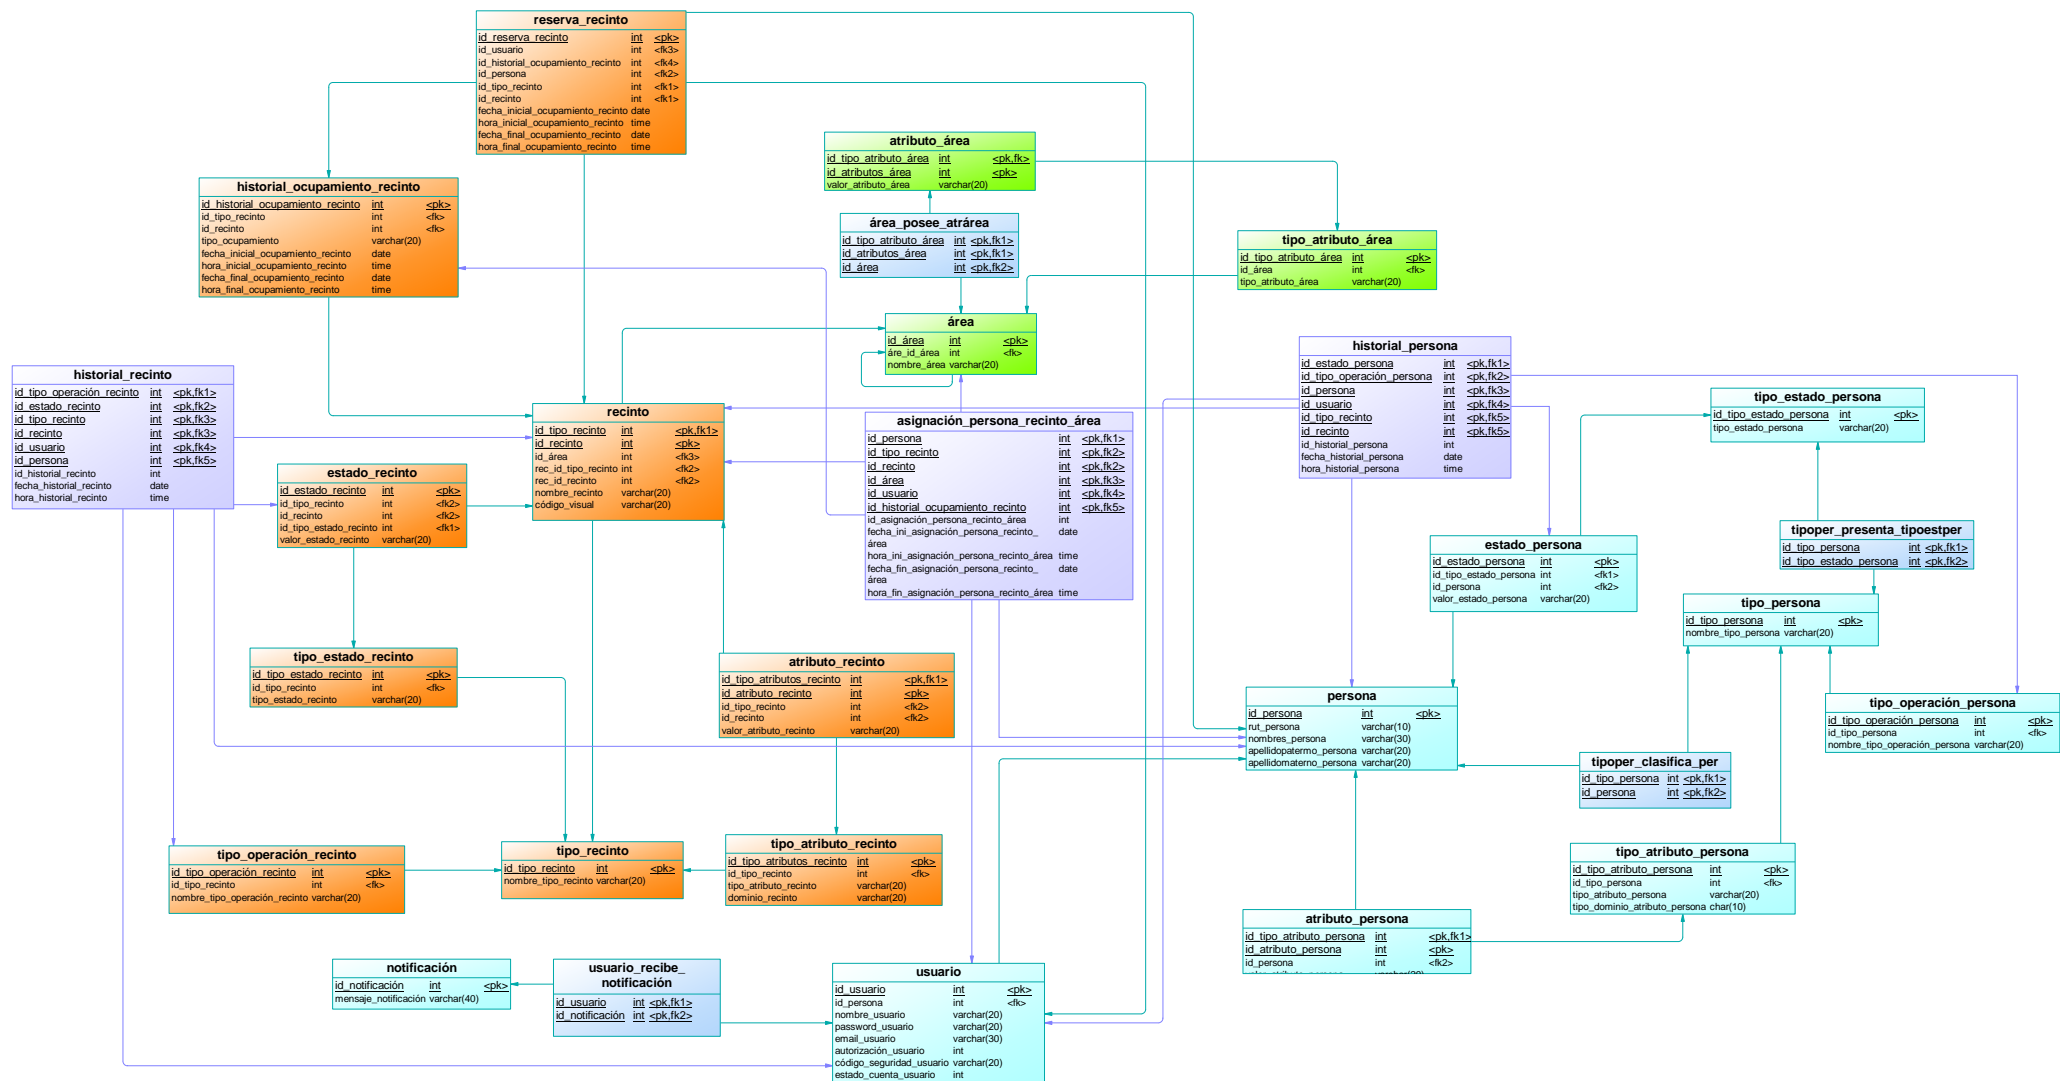 reserva_recinto
id_reserva_recinto int <pk>
id_usuario int <fk3>
id_historial_ocupamiento_recinto int <fk4>
id_persona int <fk2>
id_tipo_recinto int <fk1>
id_recinto int <fk1>
fecha_inicial_ocupamiento_recinto date
hora_inicial_ocupamiento_recinto time
fecha_final_ocupamiento_recinto date
hora_final_ocupamiento_recinto time
atributo_área
id_tipo_atributo_área int <pk,fk>
id_atributos_área int <pk>
valor_atributo_área varchar(20)
historial_ocupamiento_recinto
id_historial_ocupamiento_recinto int <pk>
id_tipo_recinto int <fk>
id_recinto int <fk>
tipo_ocupamiento varchar(20)
fecha_inicial_ocupamiento_recinto date
hora_inicial_ocupamiento_recinto time
fecha_final_ocupamiento_recinto date
hora_final_ocupamiento_recinto time
área_posee_atrárea
id_tipo_atributo_área int <pk,fk1>
id_atributos_área int <pk,fk1>
id_área int <pk,fk2>
tipo_atributo_área
id_tipo_atributo_área int <pk>
id_área int <fk>
tipo_atributo_área varchar(20)
área
id_área int <pk>
áre_id_área int <fk>
nombre_área varchar(20)
historial_persona
id_estado_persona int <pk,fk1>
id_tipo_operación_persona int <pk,fk2>
id_persona int <pk,fk3>
id_usuario int <pk,fk4>
id_tipo_recinto int <pk,fk5>
id_recinto int <pk,fk5>
id_historial_persona int
fecha_historial_persona date
hora_historial_persona time
historial_recinto
id_tipo_operación_recinto int <pk,fk1>
id_estado_recinto int <pk,fk2>
id_tipo_recinto int <pk,fk3>
id_recinto int <pk,fk3>
id_usuario int <pk,fk4>
id_persona int <pk,fk5>
id_historial_recinto int
fecha_historial_recinto date
hora_historial_recinto time
tipo_estado_persona
id_tipo_estado_persona int <pk>
tipo_estado_persona varchar(20)
recinto
id_tipo_recinto int <pk,fk1>
id_recinto int <pk>
id_área int <fk3>
rec_id_tipo_recinto int <fk2>
rec_id_recinto int <fk2>
nombre_recinto varchar(20)
código_visual varchar(20)
asignación_persona_recinto_área
id_persona int <pk,fk1>
id_tipo_recinto int <pk,fk2>
id_recinto int <pk,fk2>
id_área int <pk,fk3>
id_usuario int <pk,fk4>
id_historial_ocupamiento_recinto int <pk,fk5>
id_asignación_persona_recinto_área int
fecha_ini_asignación_persona_recinto_ date
área
hora_ini_asignación_persona_recinto_área time
fecha_fin_asignación_persona_recinto_ date
área
hora_fin_asignación_persona_recinto_área time
estado_recinto
id_estado_recinto int <pk>
id_tipo_recinto int <fk2>
id_recinto int <fk2>
id_tipo_estado_recinto int <fk1>
valor_estado_recinto varchar(20)
tipoper_presenta_tipoestper
id_tipo_persona int <pk,fk1>
id_tipo_estado_persona int <pk,fk2>
estado_persona
id_estado_persona int <pk>
id_tipo_estado_persona int <fk1>
id_persona int <fk2>
valor_estado_persona varchar(20)
tipo_persona
id_tipo_persona int <pk>
nombre_tipo_persona varchar(20)
tipo_estado_recinto
id_tipo_estado_recinto int <pk>
id_tipo_recinto int <fk>
tipo_estado_recinto varchar(20)
atributo_recinto
id_tipo_atributos_recinto int <pk,fk1>
id_atributo_recinto int <pk>
id_tipo_recinto int <fk2>
id_recinto int <fk2>
valor_atributo_recinto varchar(20)
persona
id_persona int <pk>
rut_persona varchar(10)
nombres_persona varchar(30)
apellidopatermo_persona varchar(20)
apellidomaterno_persona varchar(20)
tipo_operación_persona
id_tipo_operación_persona int <pk>
id_tipo_persona int <fk>
nombre_tipo_operación_persona varchar(20)
tipoper_clasifica_per
id_tipo_persona int <pk,fk1>
id_persona int <pk,fk2>
tipo_operación_recinto
id_tipo_operación_recinto int <pk>
id_tipo_recinto int <fk>
nombre_tipo_operación_recinto varchar(20)
tipo_recinto
id_tipo_recinto int <pk>
nombre_tipo_recinto varchar(20)
tipo_atributo_recinto
id_tipo_atributos_recinto int <pk>
id_tipo_recinto int <fk>
tipo_atributo_recinto varchar(20)
dominio_recinto varchar(20)
tipo_atributo_persona
id_tipo_atributo_persona int <pk>
id_tipo_persona int <fk>
tipo_atributo_persona varchar(20)
tipo_dominio_atributo_persona char(10)
atributo_persona
id_tipo_atributo_persona int <pk,fk1>
id_atributo_persona int <pk>
id_persona int <fk2>
notificación
id_notificación int <pk>
mensaje_notificación varchar(40)
usuario_recibe_
notificación
id_usuario int <pk,fk1>
id_notificación int <pk,fk2>
usuario
id_usuario int <pk>
id_persona int <fk>
nombre_usuario varchar(20)
password_usuario varchar(20)
email_usuario varchar(30)
autorización_usuario int
código_seguridad_usuario varchar(20)
estado_cuenta_usuario int